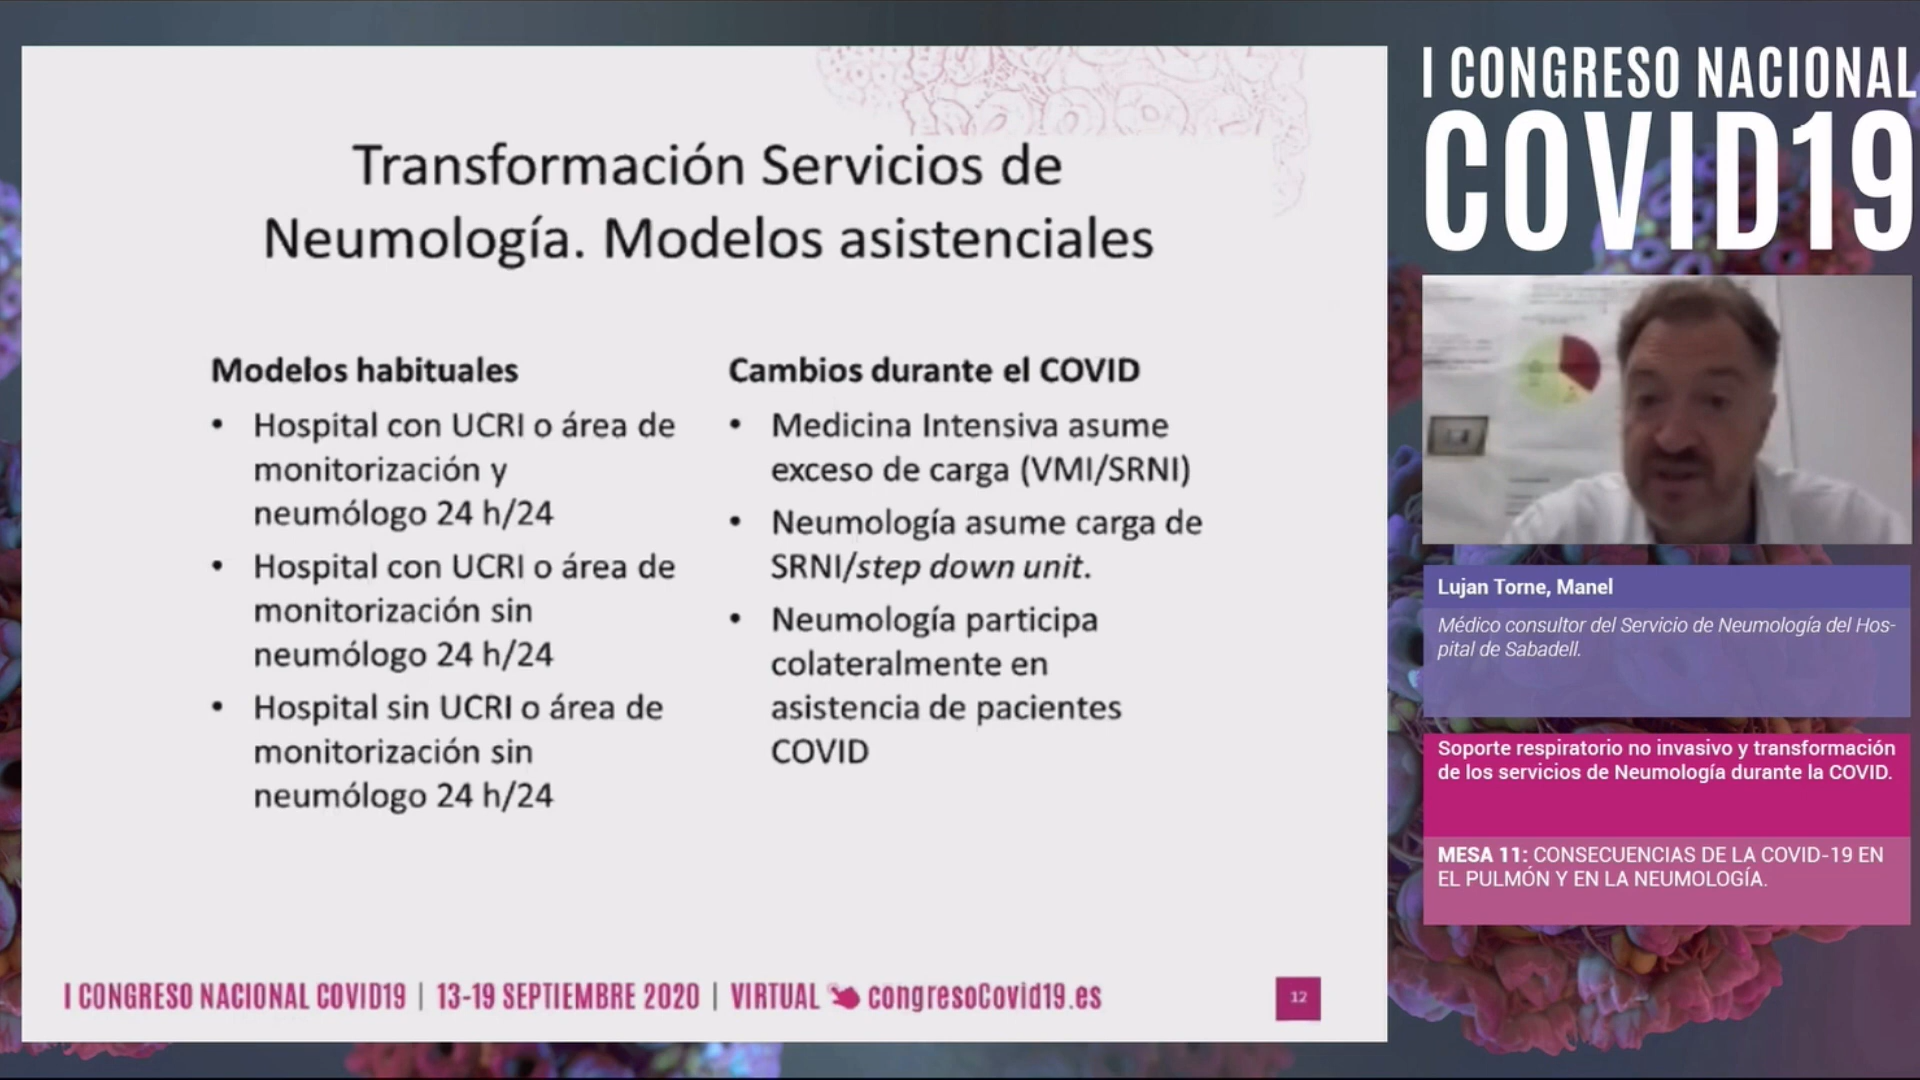 Transformación Servicios de
Neumología. Modelos asistenciales
Modelos habituales
• Hospital con UCRI o área de
monitorización y
neumólogo 24 h/24
• Hospital con UCRI o área de
monitorización sin
neumólogo 24 h/24
• Hospital sin UCRI o área de
monitorización sin
neumólogo 24 h/24
Cambios durante el COVID
• Medicina Intensiva asume
exceso de carga (VMI/SRNI)
• Neumología asume carga de
SRNI/step down unit.
• Neumología participa
colateralmente en
asistencia de pacientes
COVID
I CONGRESO NACIONAL COVID19 | 13-19 SEPTIEMBRE 2020 | VIRTUAL congresoCovid19.es
12
I CONGRESO NACIONAL
COVID19
Lujan Torne, Manel
Médico consultor del Servicio de Neumología del Hos-
pital de Sabadell.
Soporte respiratorio no invasivo y transformación
de los servicios de Neumología durante la COVID.
MESA 11: CONSECUENCIAS DE LA COVID-19 EN
EL PULMÓN Y EN LA NEUMOLOGÍA.